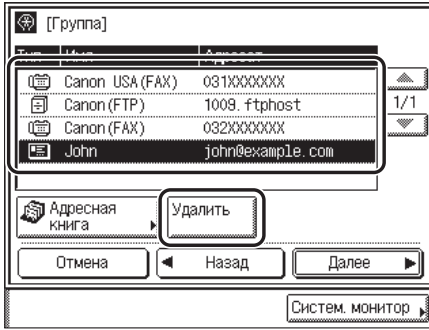 [Группа]
Тип Имя Адресат
Canon USA(FAX) 031XXXXXXX
Canon(FTP) 1009.ftphost
1/1
Canon(FAX) 032XXXXXXX
John john@example.com
Адресная книга
Удалить
Отмена
Назад
Далее
Систем. монитор